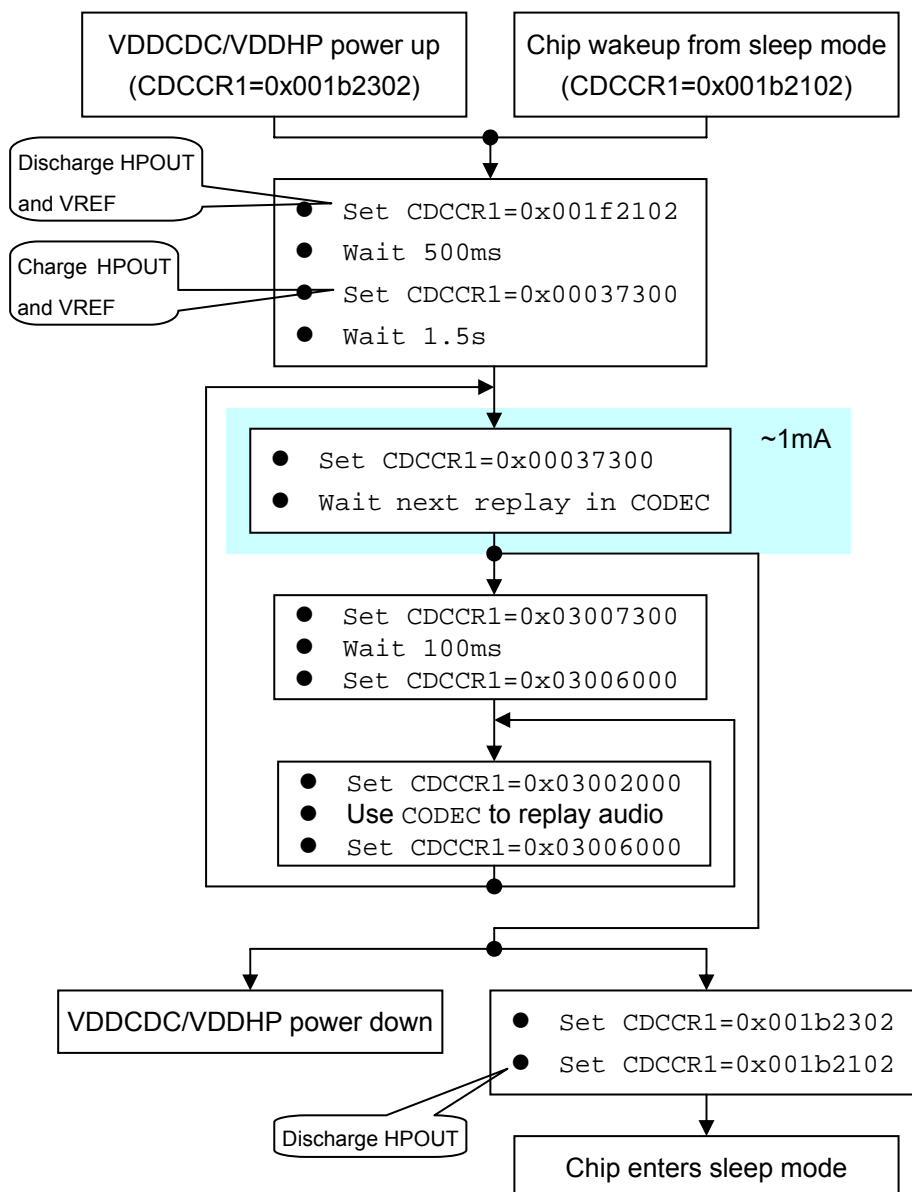 VDDCDC/VDDHP power up
(CDCCR1=0x001b2302)
Chip wakeup from sleep mode
(CDCCR1=0x001b2102)
Discharge HPOUT
and VREF
● Set CDCCR1=0x001f2102
● Wait 500ms
Charge HPOUT
and VREF
● Set CDCCR1=0x00037300
● Wait 1.5s
~1mA
● Set CDCCR1=0x00037300
● Wait next replay in CODEC
● Set CDCCR1=0x03007300
● Wait 100ms
● Set CDCCR1=0x03006000
● Set CDCCR1=0x03002000
● Use CODEC to replay audio
● Set CDCCR1=0x03006000
VDDCDC/VDDHP power down
● Set CDCCR1=0x001b2302
● Set CDCCR1=0x001b2102
Discharge HPOUT
Chip enters sleep mode